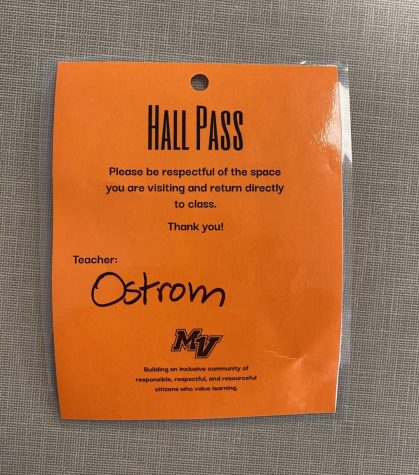 HALL PASS
Please be respectful of the space
you are visiting and return directly
to class.
Thank you!
Teacher:
Ostrom
MV
Building an inclusive community of
responsible, respectful, and resourceful
citizens who value learning.